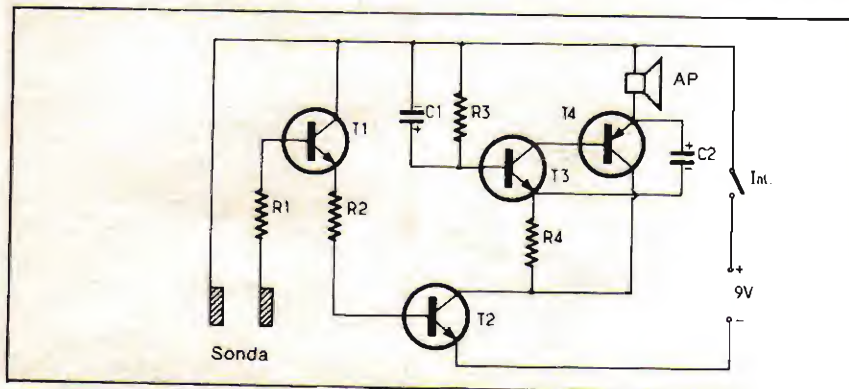 AP
C1
R3
T4
T1
C2
T3
Int.
R1
R2
R4
+
9V
-
T2
Sonda